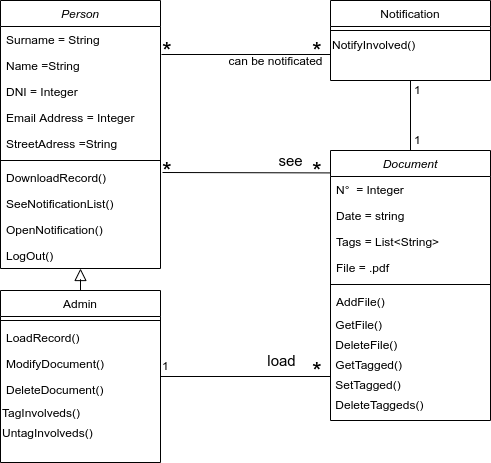 Person
Surname = String
Name =String
DNI = Integer
Email Address = Integer
StreetAdress =String
DownloadRecord()
SeeNotificationList()
OpenNotification()
LogOut()
Admin
LoadRecord()
ModifyDocument()
DeleteDocument()
TagInvolveds()
UntagInvolveds()
* *
can be notificated
* see *
1 load *
Notification
NotifyInvolved()
1
1
Document
N° = Integer
Date = string
Tags = List<String>
File = .pdf
AddFile()
GetFile()
DeleteFile()
GetTagged()
SetTagged()
DeleteTaggeds()